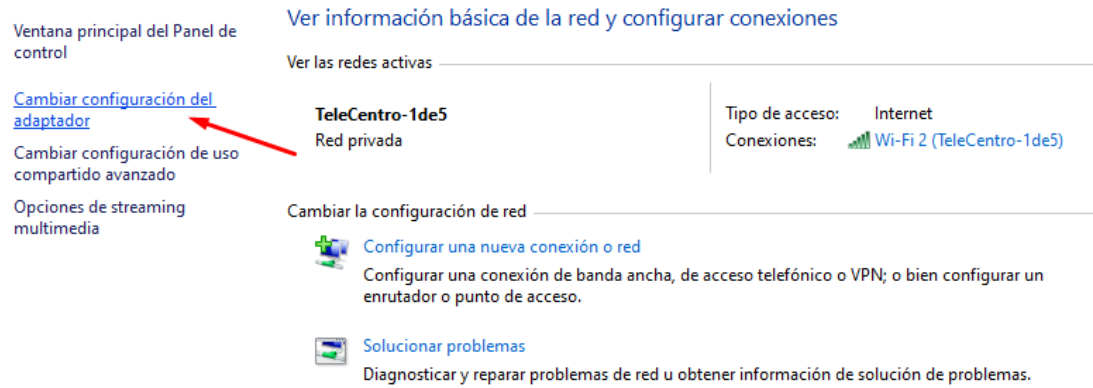 Ventana principal del Panel de
control
Cambiar configuración del
adaptador
Cambiar configuración de uso
compartido avanzado
Opciones de streaming
multimedia
Ver información básica de la red y configurar conexiones
Ver las redes activas
TeleCentro-1de5
Red privada
Tipo de acceso: Internet
Conexiones: Wi-Fi 2 (TeleCentro-1de5)
Cambiar la configuración de red
Configurar una nueva conexión o red
Configurar una conexión de banda ancha, de acceso telefónico o VPN; o bien configurar un
enrutador o punto de acceso.
Solucionar problemas
Diagnosticar y reparar problemas de red u obtener información de solución de problemas.